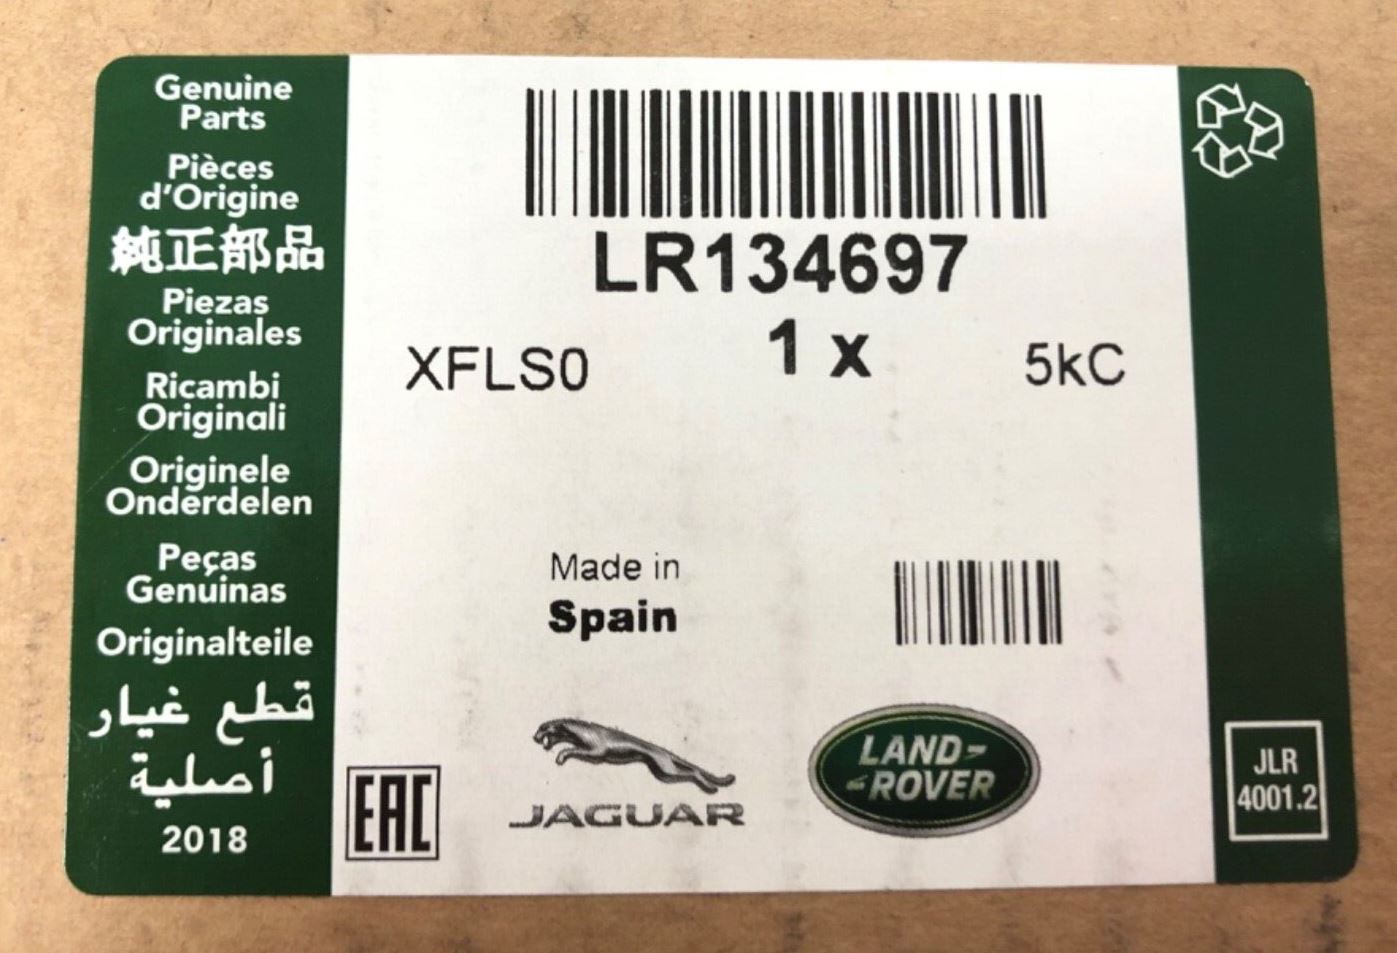 Genuine
Parts
Pièces
d'Origine
純正部品
Piezas
Originales
Ricambi
Originali
Originele
Onderdelen
Peças
Genuinas
Originalteile
قطع غيار
أصلية
2018
LR134697
XFLS0 1 x 5kC
Made in
Spain
EAC
JAGUAR
LAND-
-ROVER
JLR
4001.2